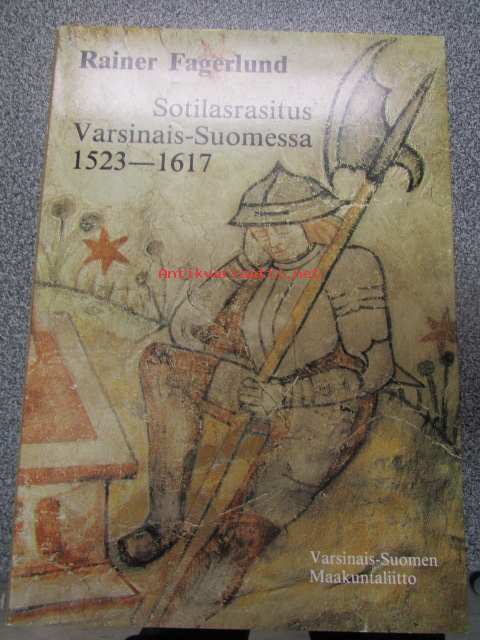 Rainer Fagerlund
Sotilasrasitus
Varsinais-Suomessa
1523—1617
Antikvariaatti.net
Varsinais-Suomen
Maakuntaliitto